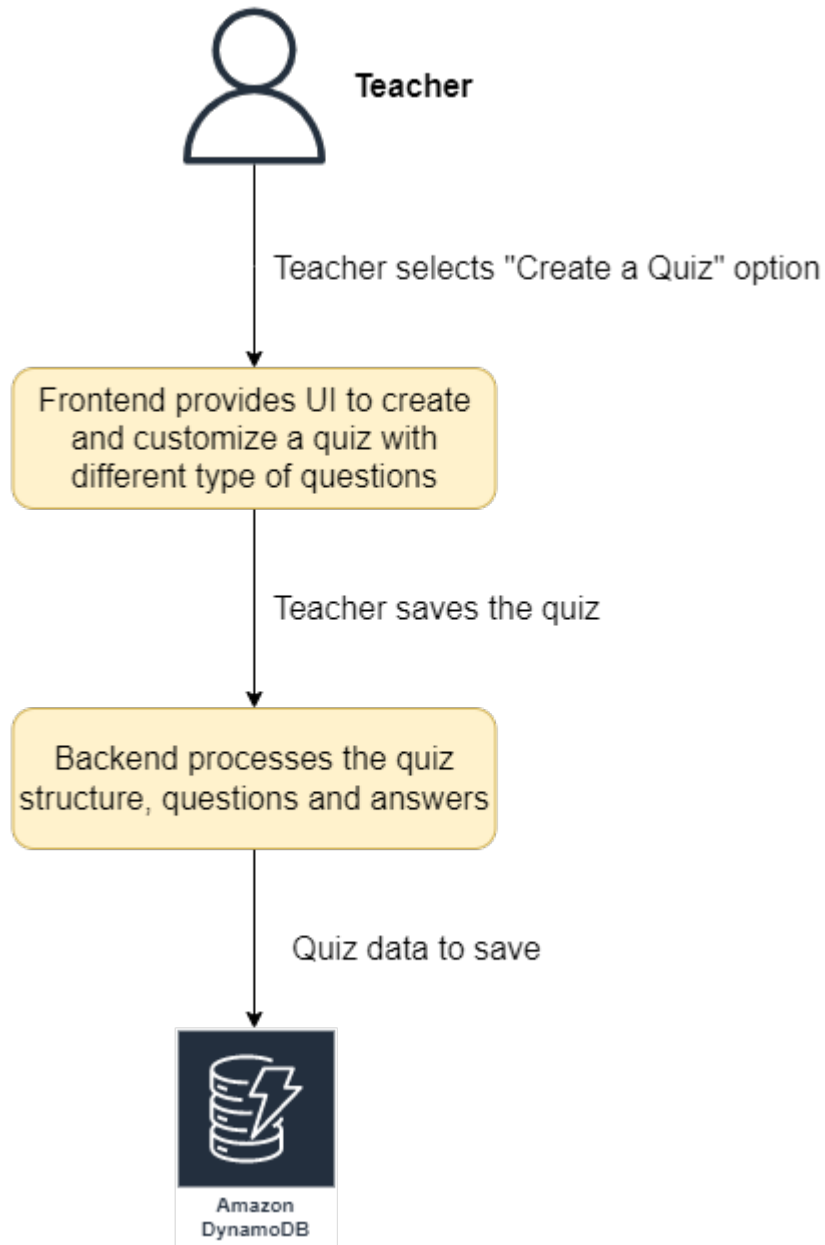 Teacher
Teacher selects "Create a Quiz" option
Frontend provides UI to create
and customize a quiz with
different type of questions
Teacher saves the quiz
Backend processes the quiz
structure, questions and answers
Quiz data to save
Amazon
DynamoDB